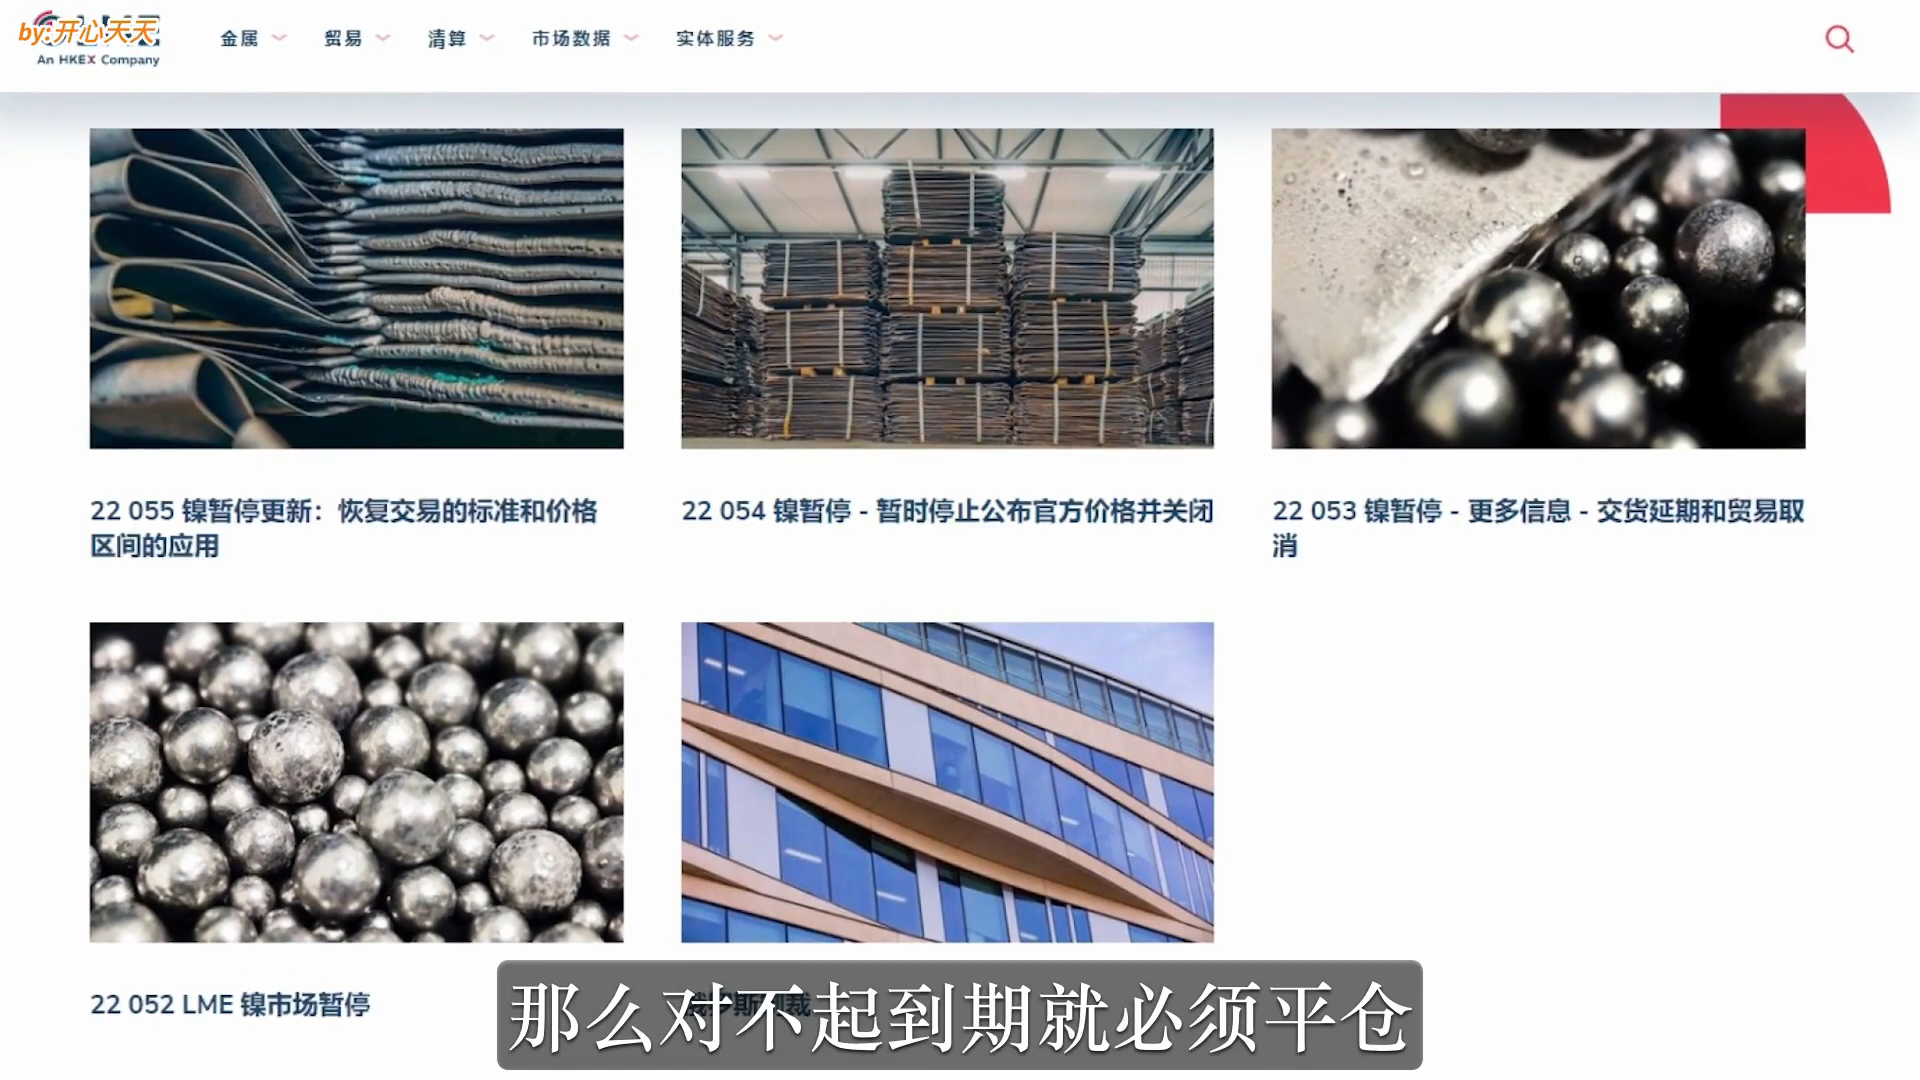 by:开心天天
An HKEX Company
金属
贸易
清算
市场数据
实体服务
22 055 镍暂停更新：恢复交易的标准和价格
区间的应用
22 054 镍暂停 - 暂时停止公布官方价格并关闭
22 053 镍暂停 - 更多信息 - 交货延期和贸易取
消
22 052 LME 镍市场暂停
那么对不起到期就必须平仓